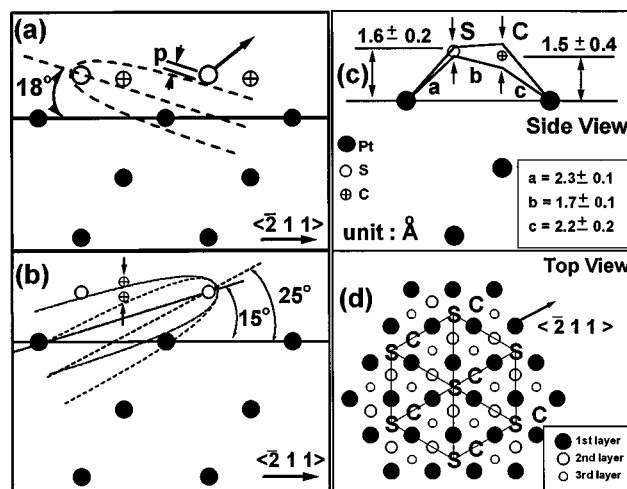 (a)
p
18°
<2̅ 1 1>
(b)
25°
15°
<2̅ 1 1>
1.6 ± 0.2
S
C
1.5 ± 0.4
(c)
a
b
c
Side View
Pt
S
C
unit : Å
a = 2.3 ± 0.1
b = 1.7 ± 0.1
c = 2.2 ± 0.2
Top View
(d)
<2̅ 1 1>
S
C
S
C
S
C
S
C
S
C
S
C
S
C
1st layer
2nd layer
3rd layer